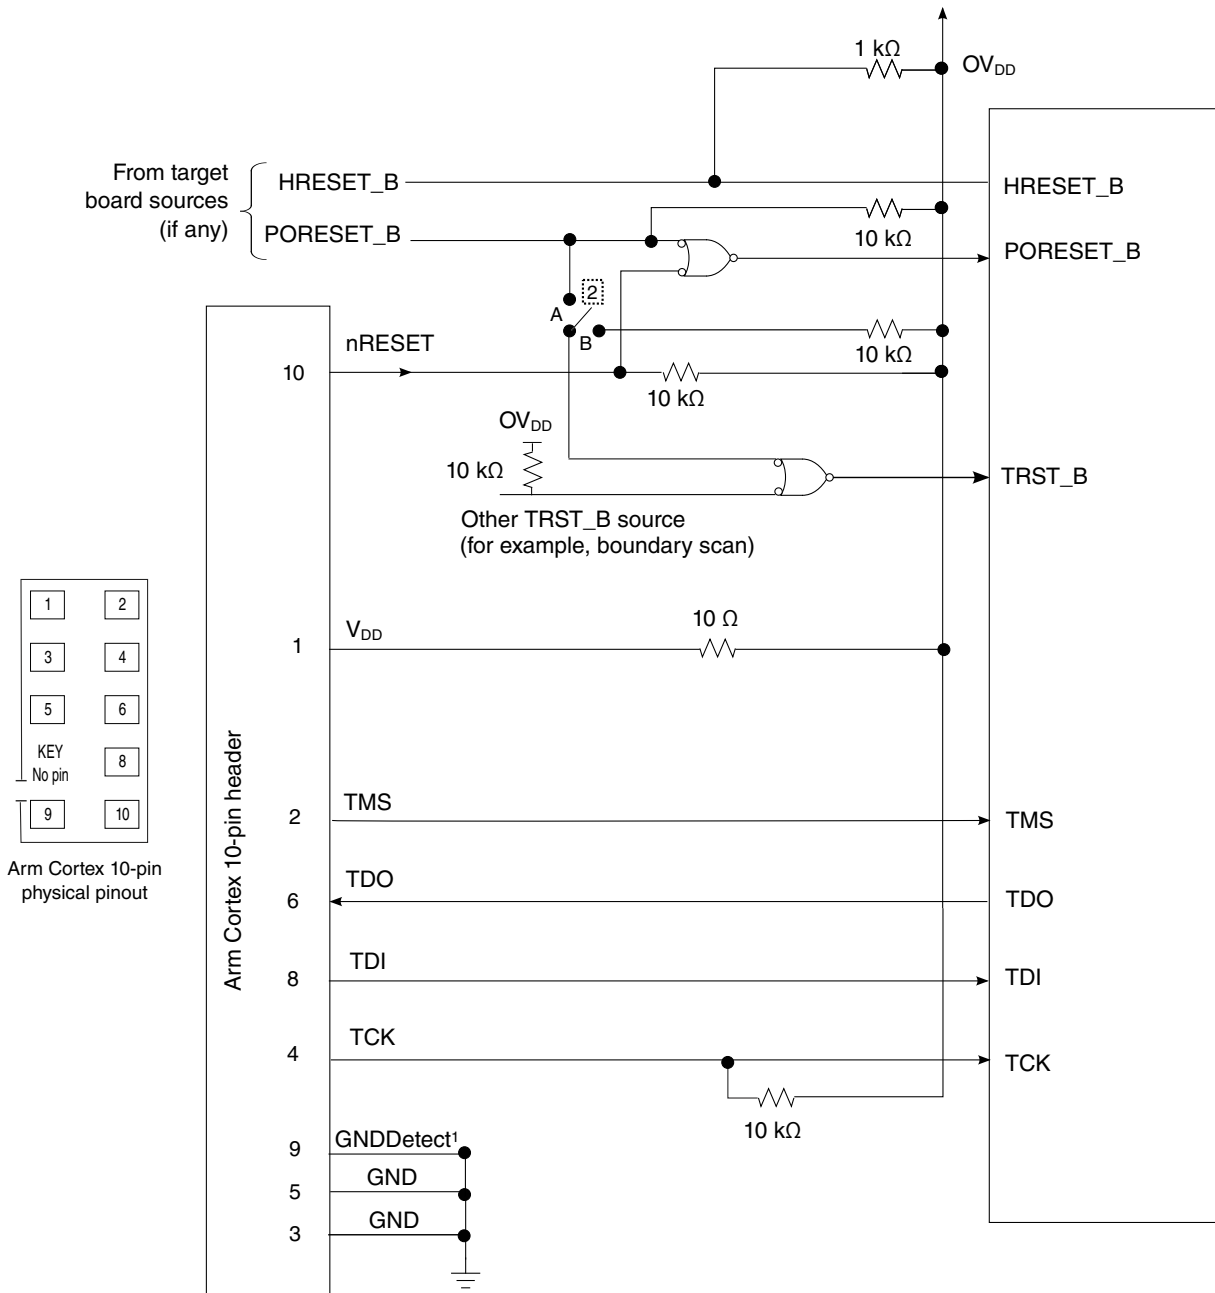 1 kΩ
OVDD
From target
board sources
(if any)
HRESET_B
HRESET_B
PORESET_B
10 kΩ
PORESET_B
2
A
B
10 kΩ
nRESET
10
10 kΩ
OVDD
10 kΩ
TRST_B
Other TRST_B source
(for example, boundary scan)
1
2
3
4
5
6
KEY
No pin
8
9
10
Arm Cortex 10-pin
physical pinout
Arm Cortex 10-pin header
1
VDD
10 Ω
2
TMS
TMS
6
TDO
TDO
8
TDI
TDI
4
TCK
TCK
10 kΩ
9
GNDDetect¹
5
GND
3
GND